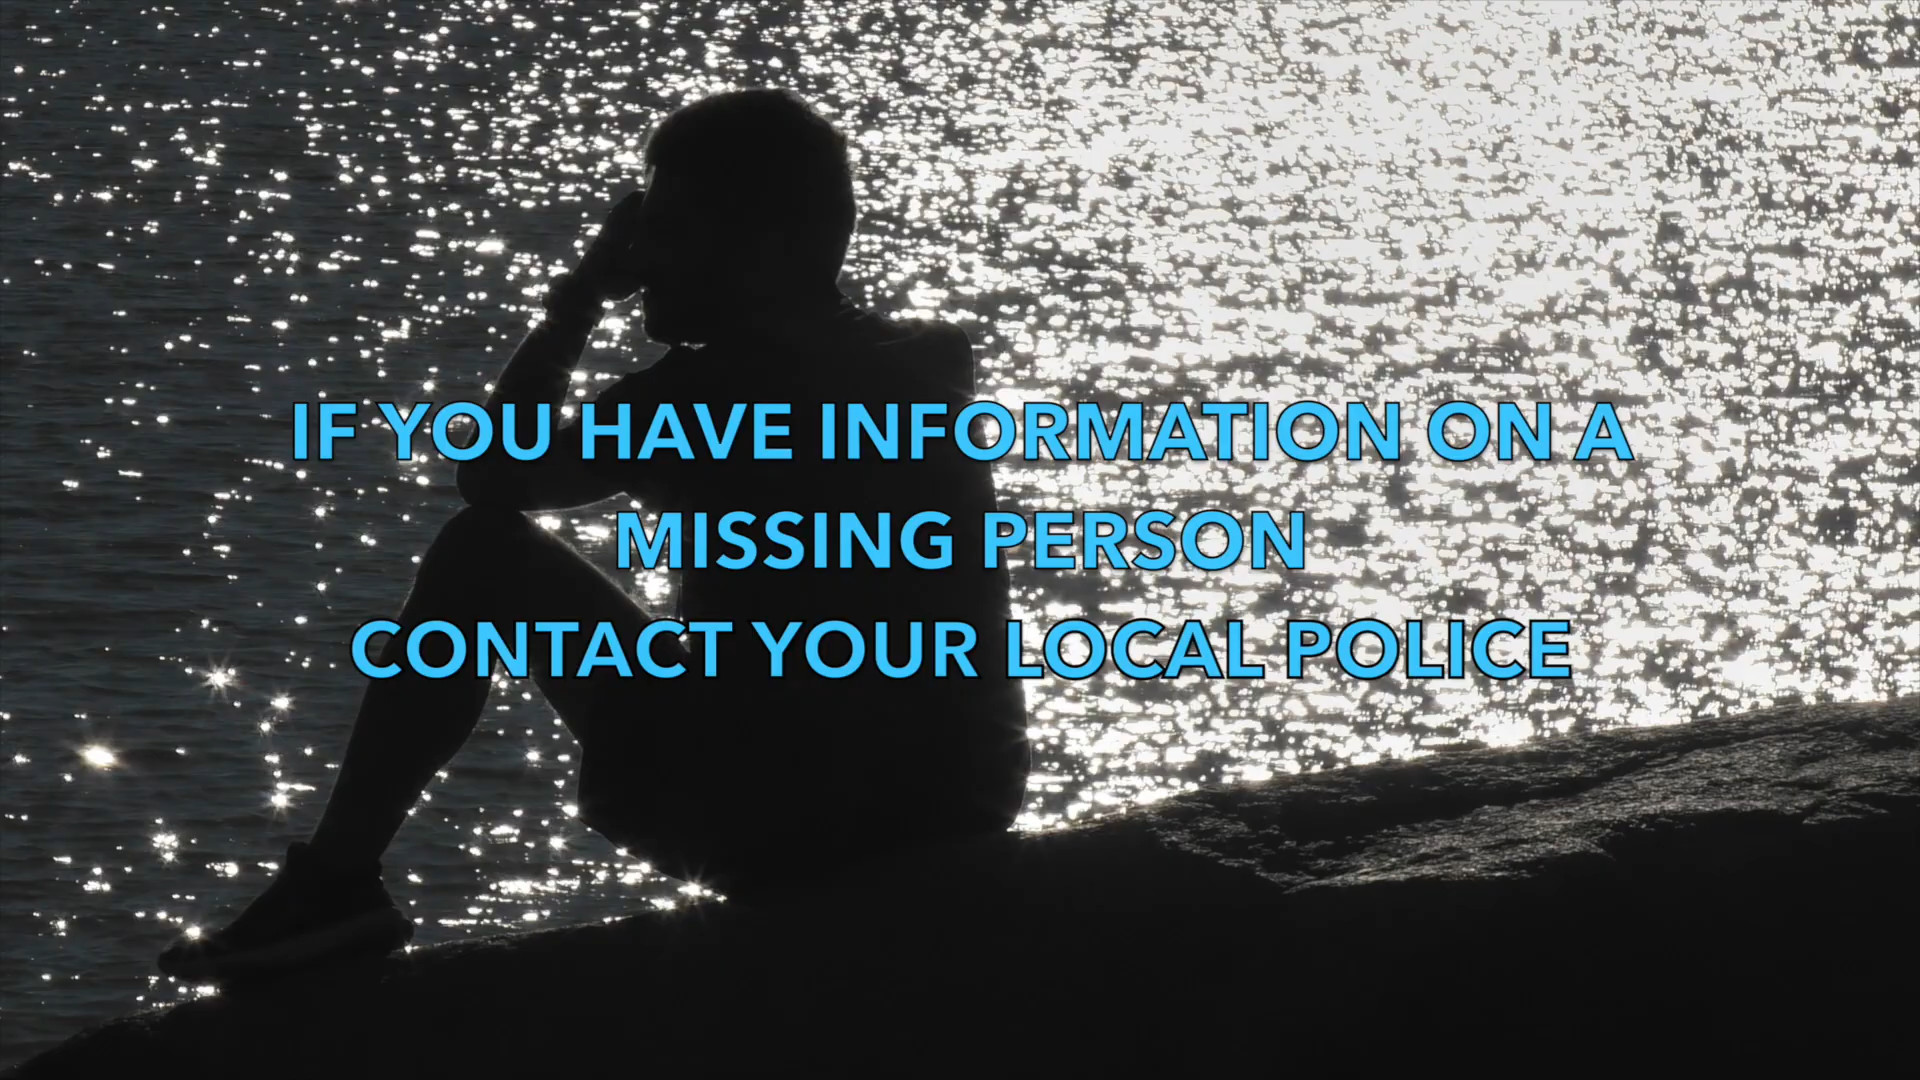 IF YOU HAVE INFORMATION ON A
MISSING PERSON
CONTACT YOUR LOCAL POLICE